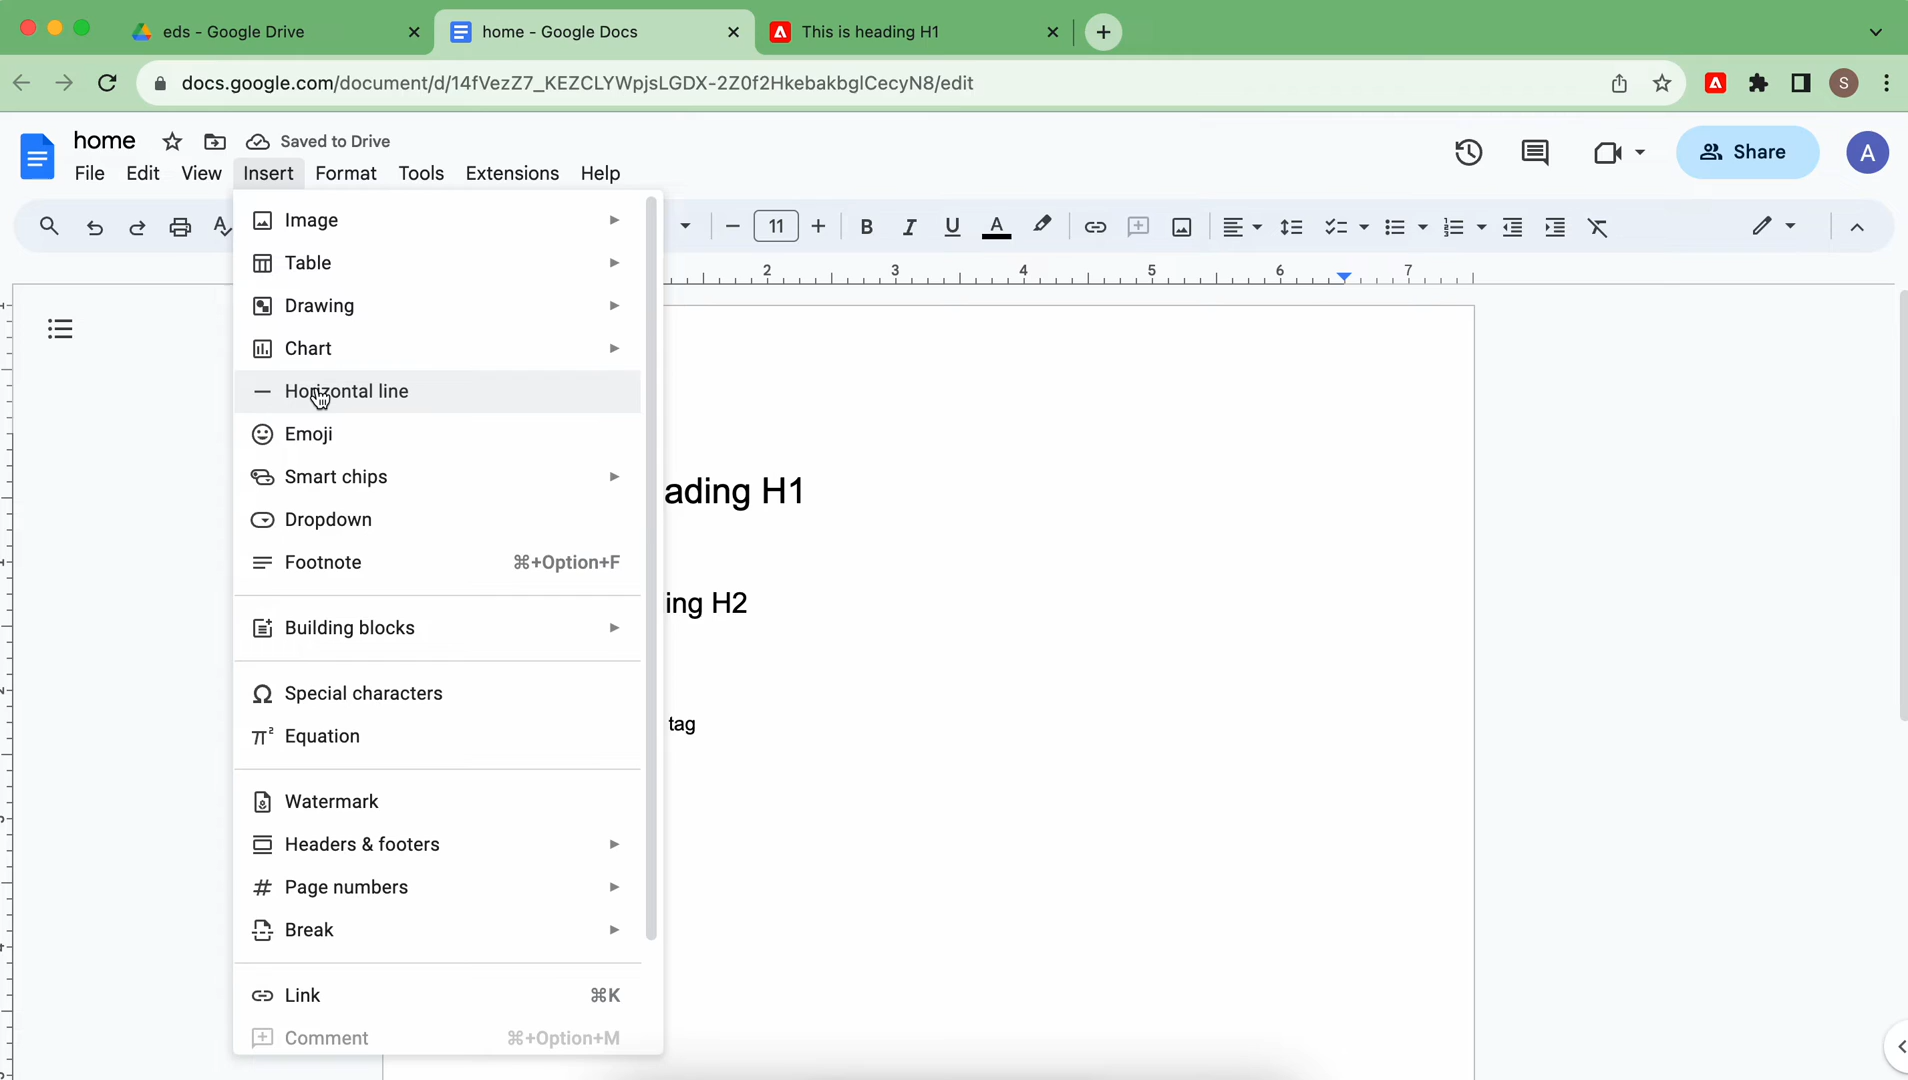 eds - Google Drive
home - Google Docs
This is heading H1
docs.google.com/document/d/14fVezZ7_KEZCLYWpjsLGDX-2Z0f2HkebakbglCecyN8/edit
S
home
Saved to Drive
File Edit View Insert Format Tools Extensions Help
Share
A
11
B I U A
2 3 4 5 6 7
Image
Table
Drawing
Chart
Horizontal line
Emoji
Smart chips
Dropdown
Footnote ⌘+Option+F
Building blocks
Special characters
Equation
Watermark
Headers & footers
Page numbers
Break
Link ⌘K
Comment ⌘+Option+M
ading H1
ing H2
tag